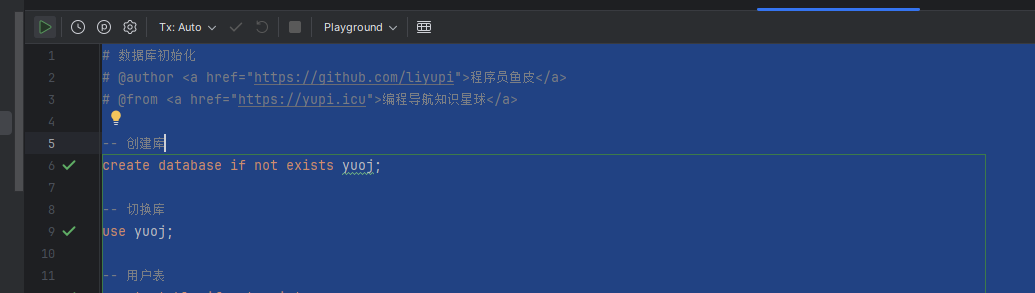 Tx: Auto
Playground
1 # 数据库初始化
2 # @author <a href="https://github.com/liyupi">程序员鱼皮</a>
3 # @from <a href="https://yupi.icu">编程导航知识星球</a>
4
5 -- 创建库
6 create database if not exists yuoj;
7
8 -- 切换库
9 use yuoj;
10
11 -- 用户表